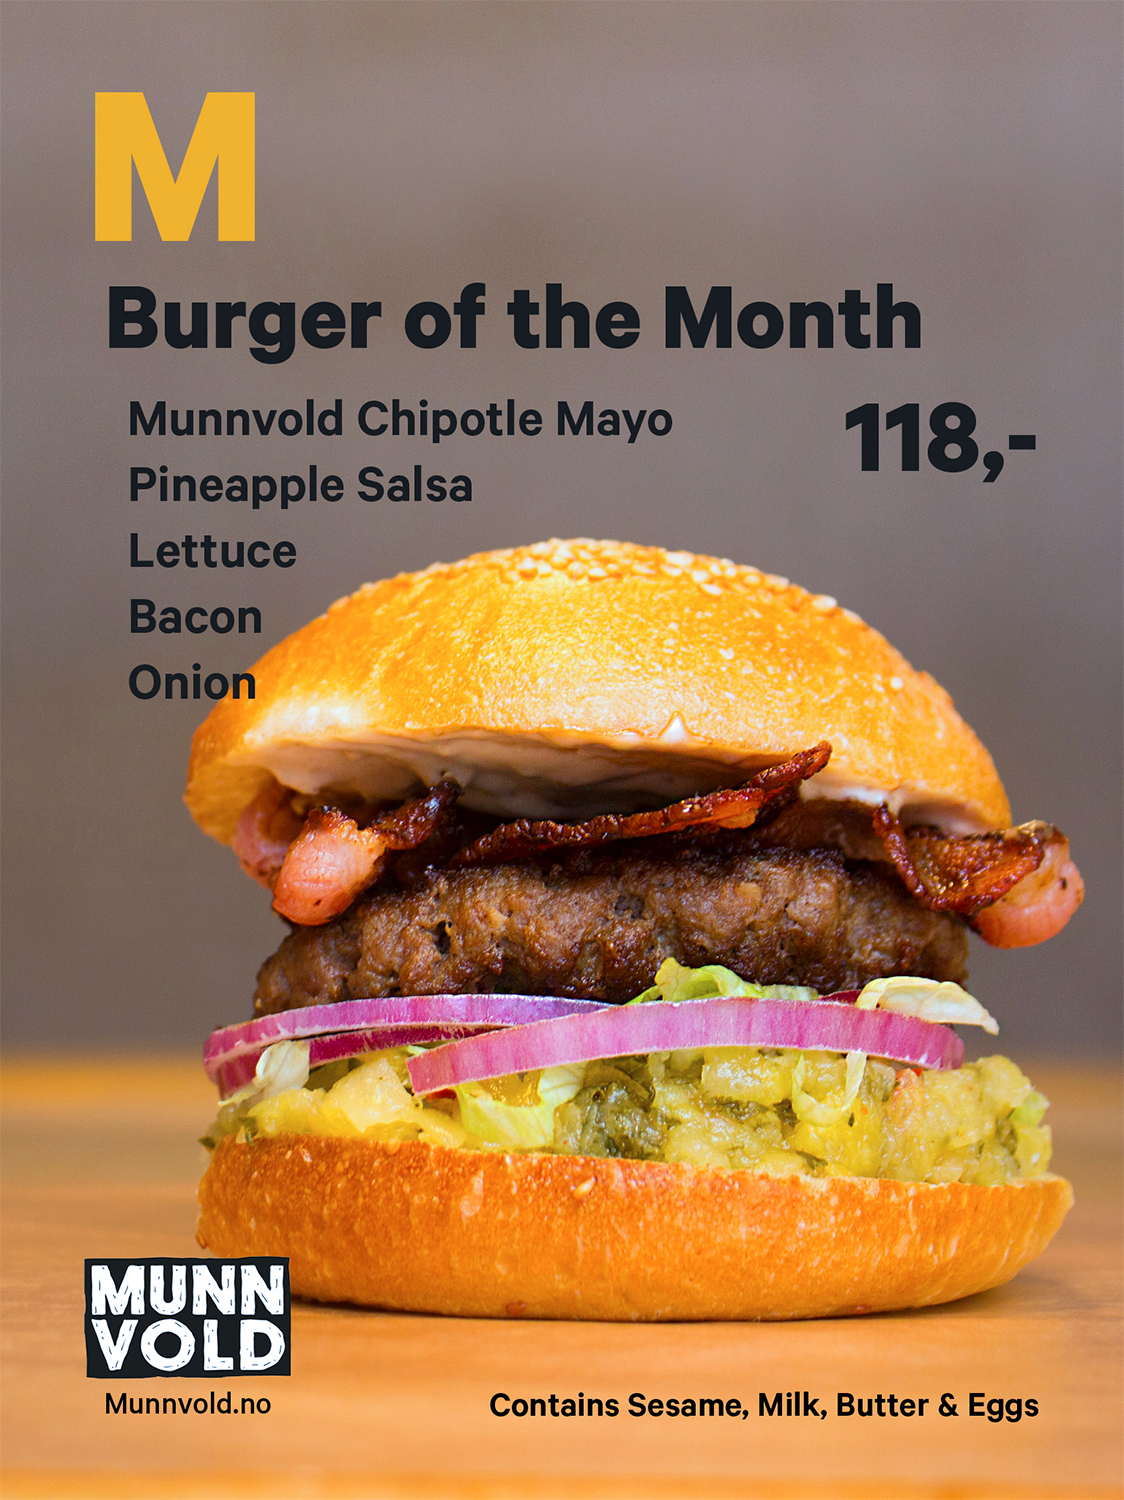 M
Burger of the Month
Munnvold Chipotle Mayo
118,-
Pineapple Salsa
Lettuce
Bacon
Onion
MUNN
VOLD
Munnvold.no
Contains Sesame, Milk, Butter & Eggs